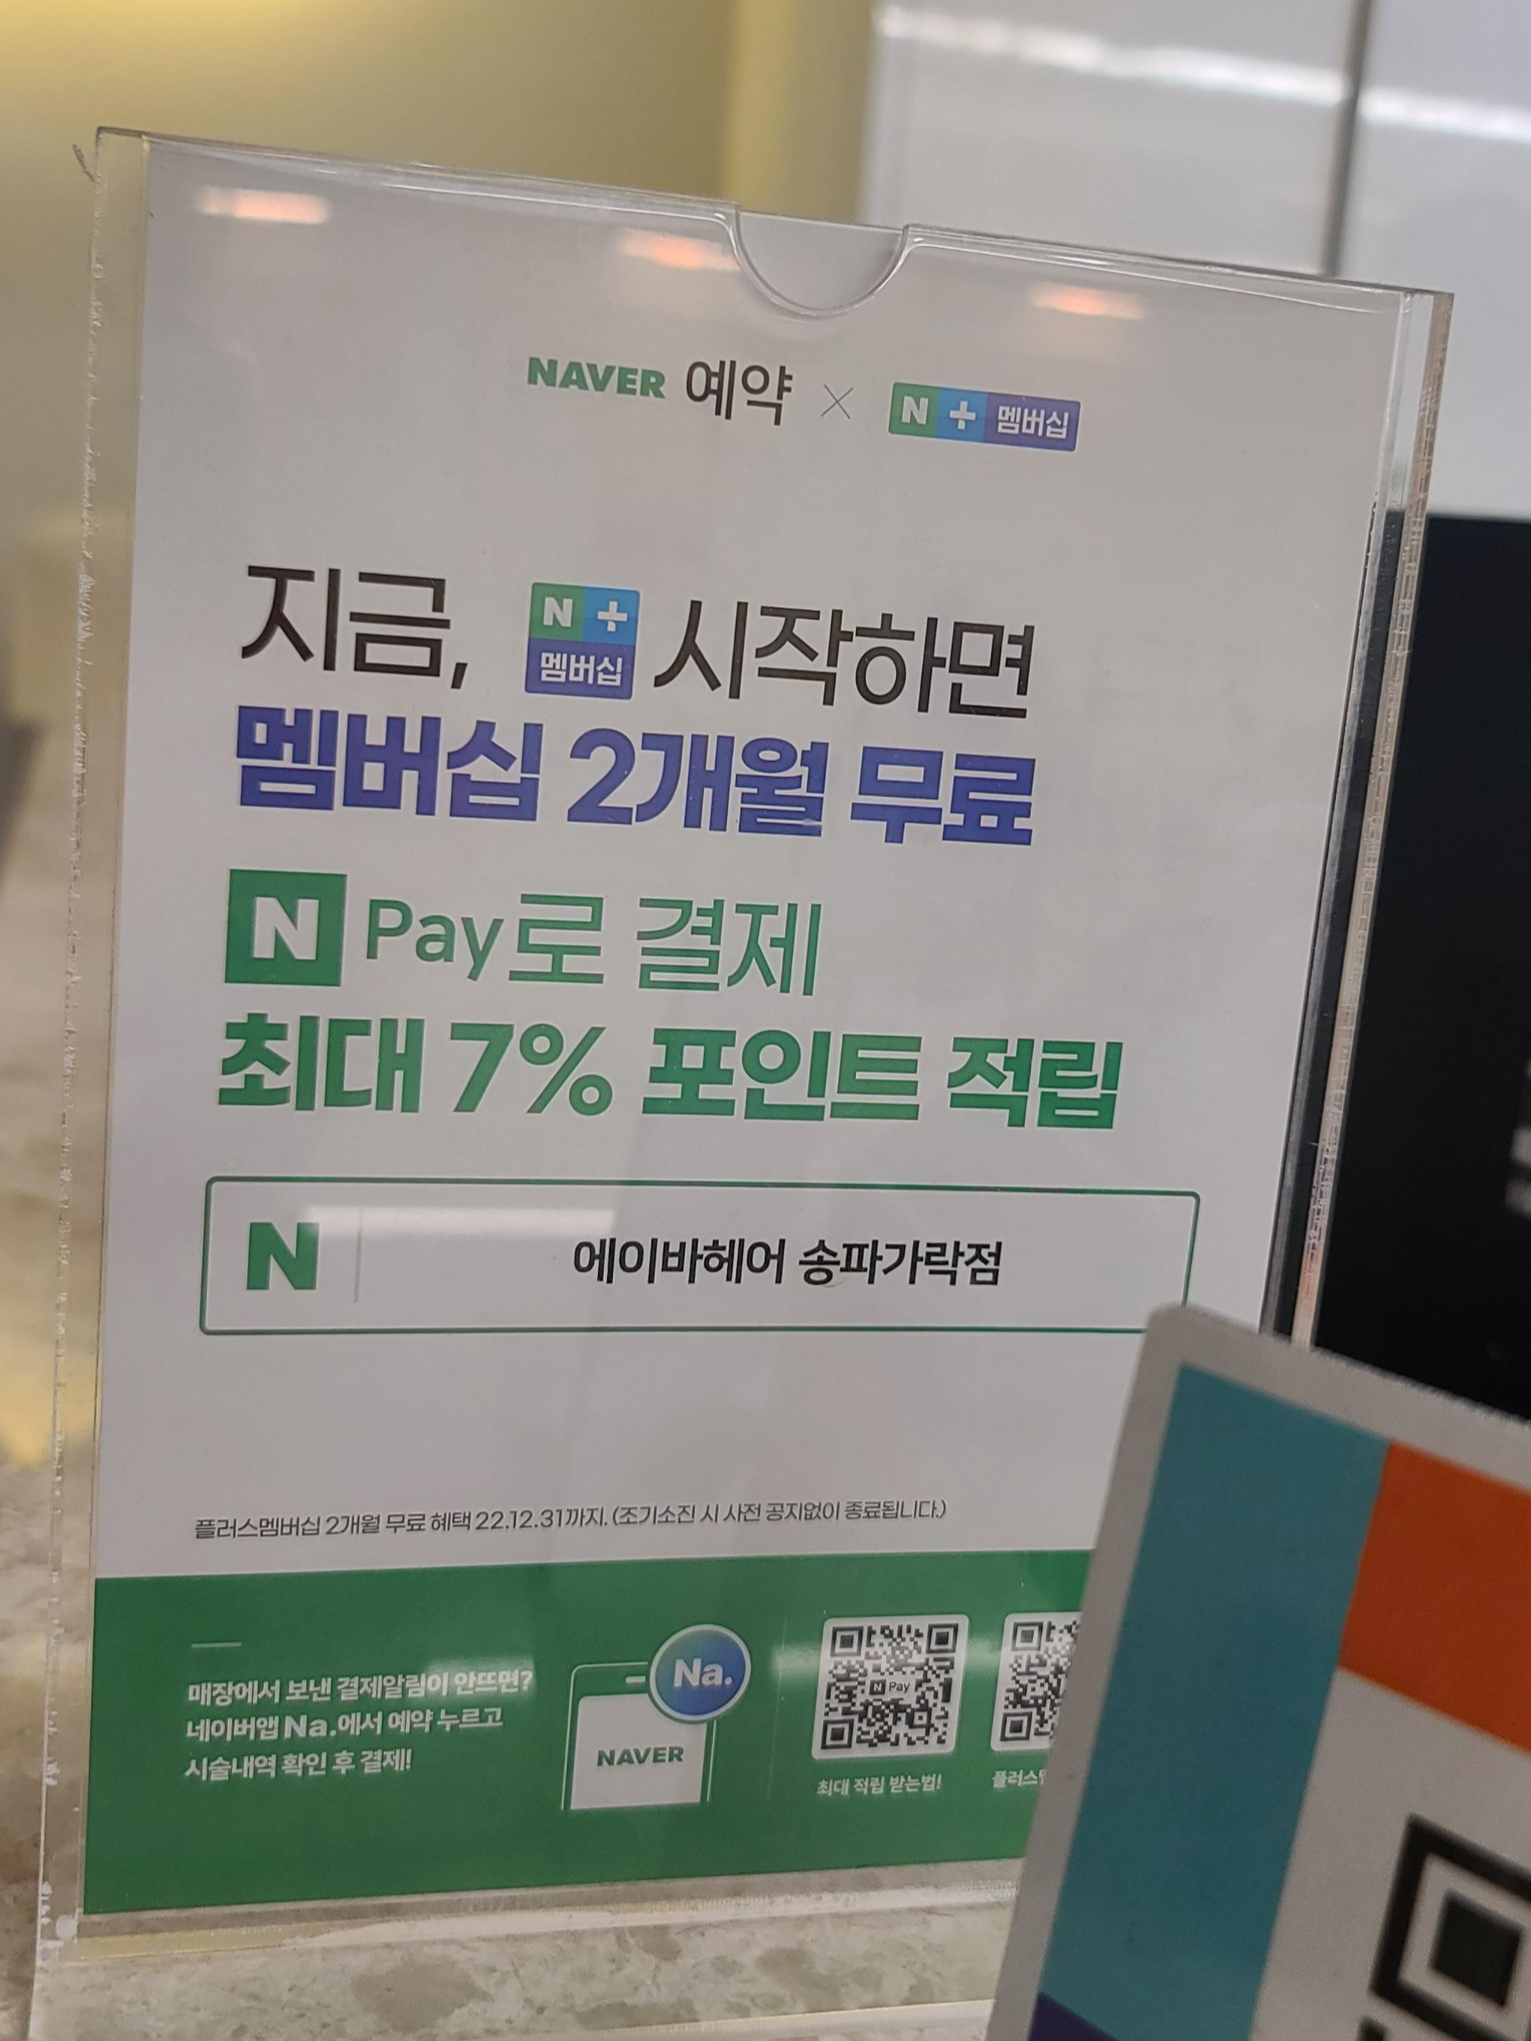 NAVER 예약 × N + 멤버십
지금, N + 멤버십 시작하면
멤버십 2개월 무료
N Pay로 결제
최대 7% 포인트 적립
N 에이바헤어 송파가락점
플러스멤버십 2개월 무료 혜택 22.12.31까지. (조기소진 시 사전 공지없이 종료됩니다.)
매장에서 보낸 결제알림이 안뜨면?
네이버앱 Na.에서 예약 누르고
시술내역 확인 후 결제!
Na.
NAVER
N Pay
최대 적립 받는법!
플러스